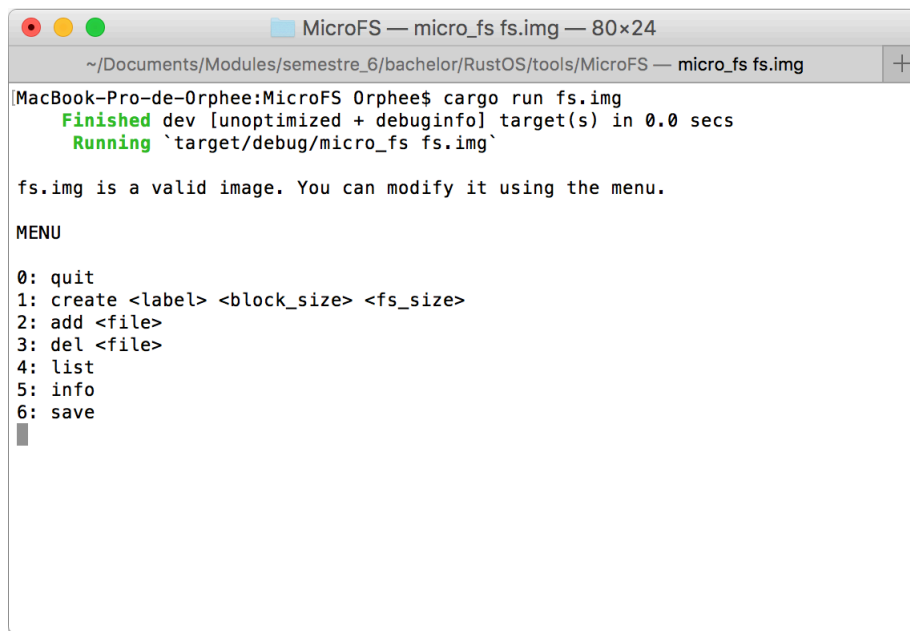 MicroFS — micro_fs fs.img — 80×24
~/Documents/Modules/semestre_6/bachelor/RustOS/tools/MicroFS — micro_fs fs.img +
[MacBook-Pro-de-Orphee:MicroFS Orphee$ cargo run fs.img
Finished dev [unoptimized + debuginfo] target(s) in 0.0 secs
Running `target/debug/micro_fs fs.img`
fs.img is a valid image. You can modify it using the menu.
MENU
0: quit
1: create <label> <block_size> <fs_size>
2: add <file>
3: del <file>
4: list
5: info
6: save